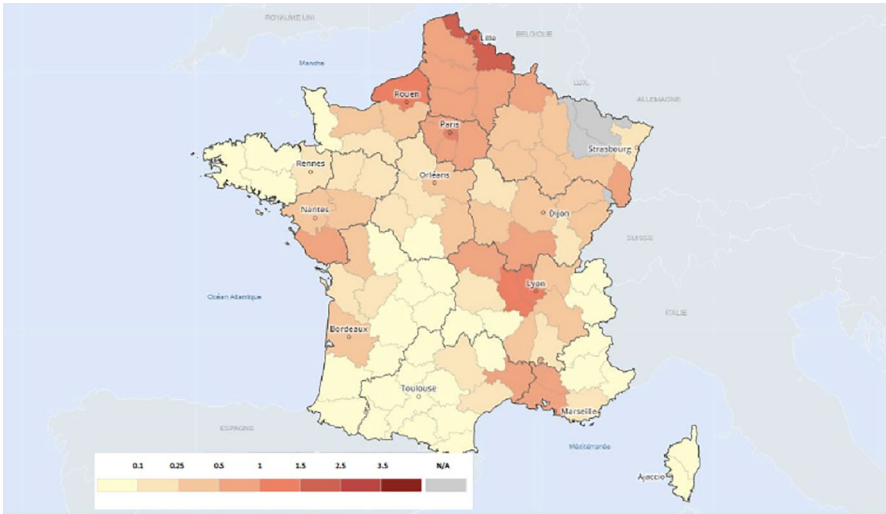 ROYAUME UNI
Lille
BELGIQUE
Manche
LUX.
Rouen
ALLEMAGNE
Paris
Strasbourg
Rennes
Orléans
Nantes
Dijon
SUISSE
Lyon
Océan Atlantique
ITALIE
Bordeaux
Toulouse
Marseille
ESPAGNE
Méditérranée
Ajaccio
0.1 0.25 0.5 1 1.5 2.5 3.5 N/A